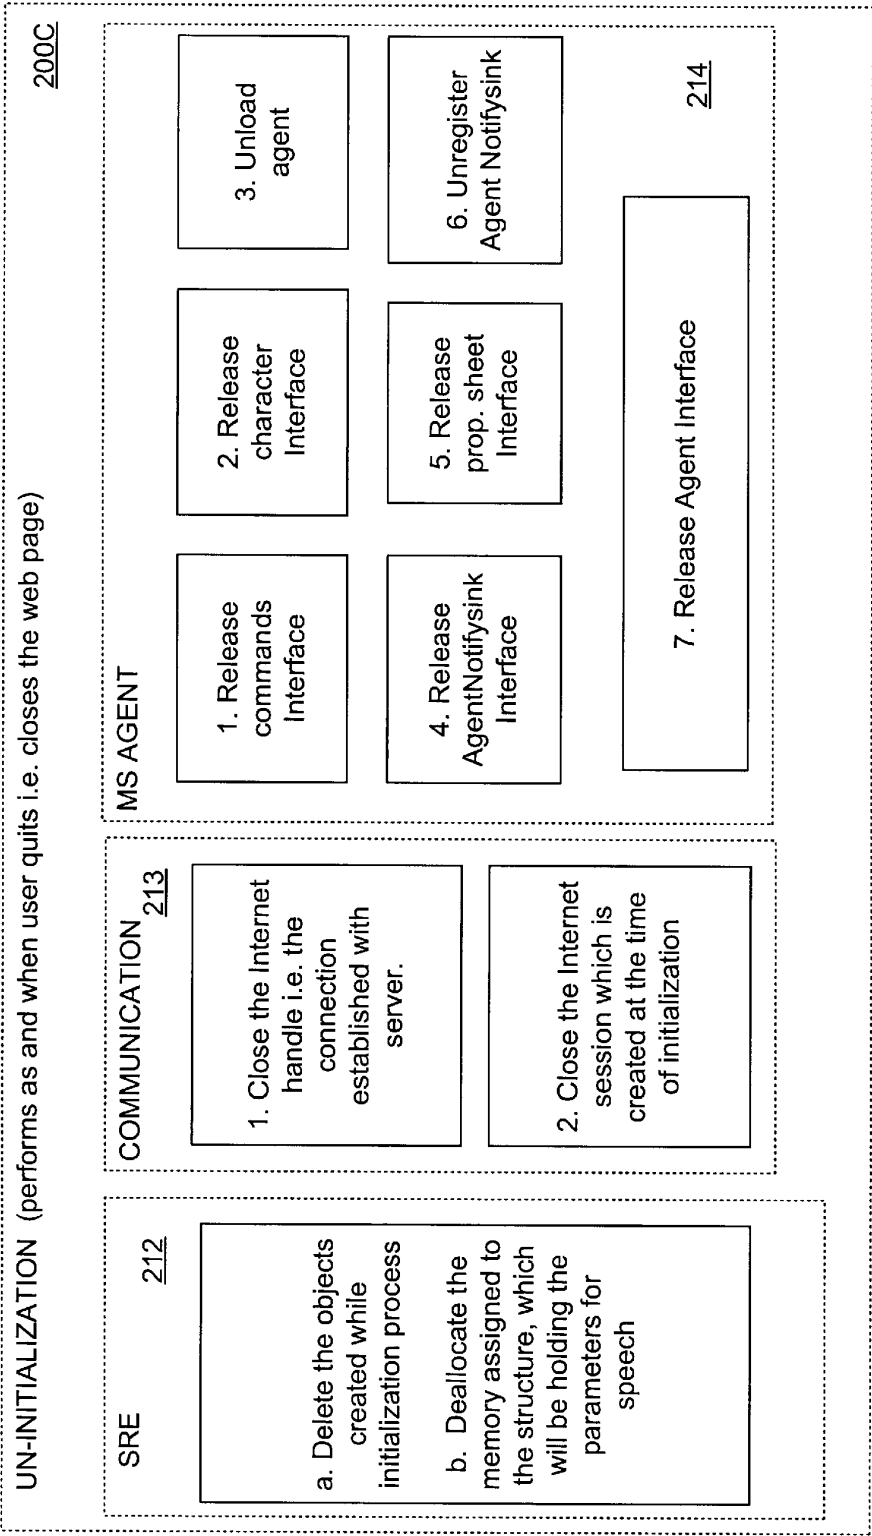 UN-INITIALIZATION (performs as and when user quits i.e. closes the web page)
200C
SRE
212
a. Delete the objects
created while
initialization process
b. Deallocate the
memory assigned to
the structure, which
will be holding the
parameters for
speech
COMMUNICATION
213
1. Close the Internet
handle i.e. the
connection
established with
server.
2. Close the Internet
session which is
created at the time
of initialization
MS AGENT
1. Release
commands
Interface
2. Release
character
Interface
3. Unload
agent
4. Release
AgentNotifysink
Interface
5. Release
prop. sheet
Interface
6. Unregister
Agent Notifysink
7. Release Agent Interface
214